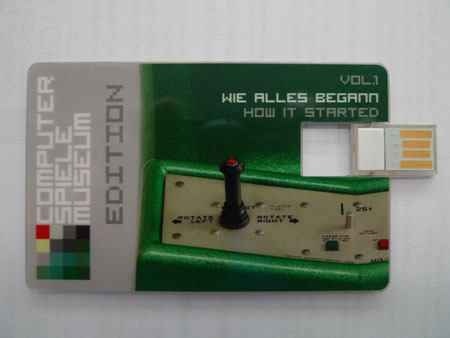 COMPUTER
SPIELE
MUSEUM
EDITION
VOL.1
WIE ALLES BEGANN
HOW IT STARTED
ROTATE
LEFT
ROTATE
RIGHT